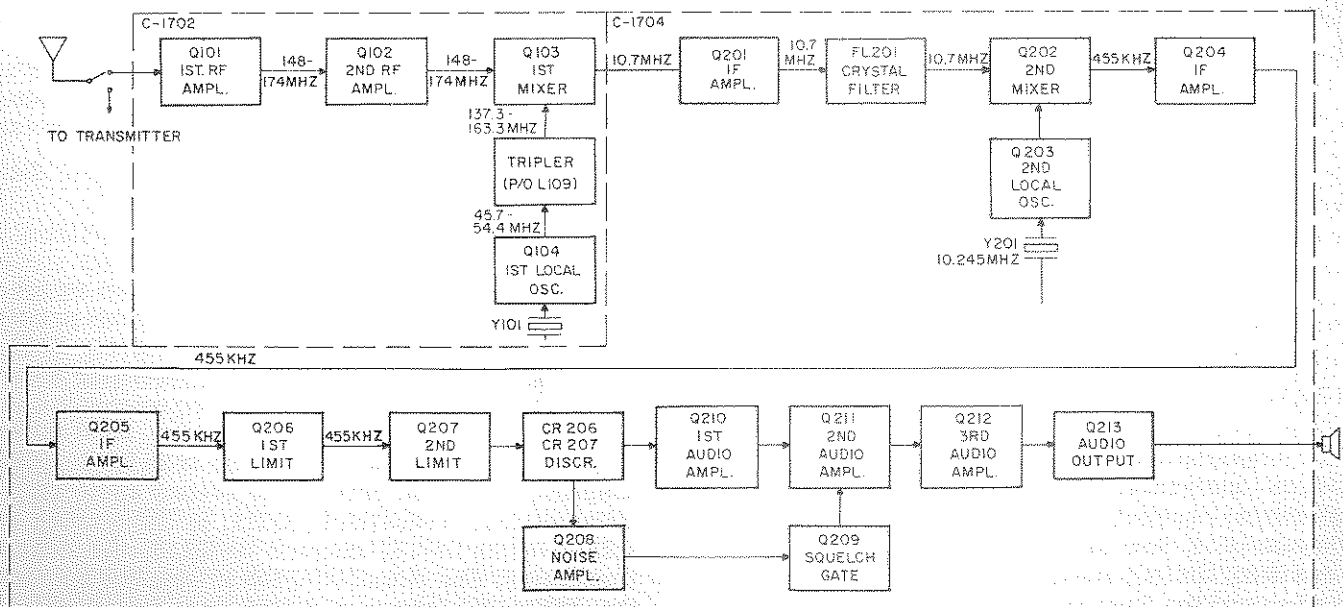 C-1702
C-1704
Q101
1ST. RF
AMPL.
148-
174MHZ
Q102
2ND RF
AMPL.
148-
174MHZ
Q103
1ST
MIXER
10.7MHZ
Q201
IF
AMPL.
10.7
MHZ
FL201
CRYSTAL
FILTER
10.7MHZ
Q202
2ND
MIXER
455KHZ
Q204
IF
AMPL.
TO TRANSMITTER
137.3-
163.3MHZ
TRIPLER
(P/O L109)
45.7-
54.4MHZ
Q104
1ST LOCAL
OSC.
Y101
Q203
2ND
LOCAL
OSC.
Y201
10.245MHZ
455KHZ
Q205
IF
AMPL.
455KHZ
Q206
1ST
LIMIT
455KHZ
Q207
2ND
LIMIT
CR206
CR207
DISCR.
Q210
1ST
AUDIO
AMPL.
Q211
2ND
AUDIO
AMPL.
Q212
3RD
AUDIO
AMPL.
Q213
AUDIO
OUTPUT
Q208
NOISE
AMPL.
Q209
SQUELCH
GATE